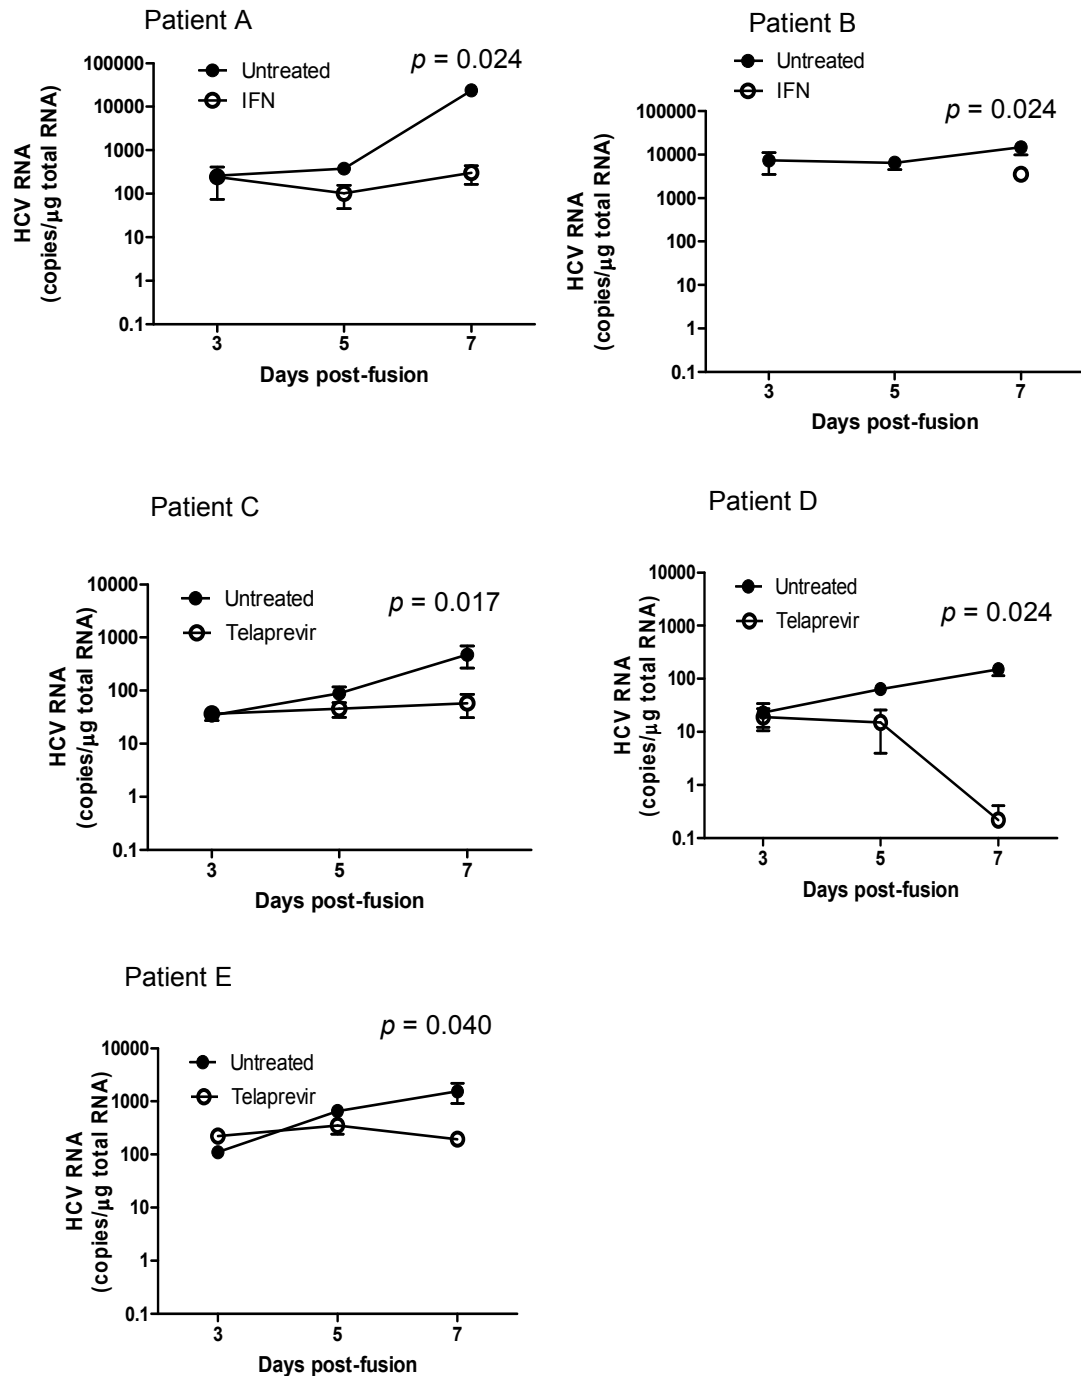 Patient A
p = 0.024
Untreated
IFN
HCV RNA
(copies/μg total RNA)
100000
10000
1000
100
10
1
0.1
3 5 7
Days post-fusion
Patient B
Untreated
IFN
p = 0.024
HCV RNA
(copies/μg total RNA)
100000
10000
1000
100
10
1
0.1
3 5 7
Days post-fusion
Patient C
Untreated
Telaprevir
p = 0.017
HCV RNA
(copies/μg total RNA)
10000
1000
100
10
1
0.1
3 5 7
Days post-fusion
Patient D
Untreated
Telaprevir
p = 0.024
HCV RNA
(copies/μg total RNA)
10000
1000
100
10
1
0.1
3 5 7
Days post-fusion
Patient E
p = 0.040
Untreated
Telaprevir
HCV RNA
(copies/μg total RNA)
10000
1000
100
10
1
0.1
3 5 7
Days post-fusion